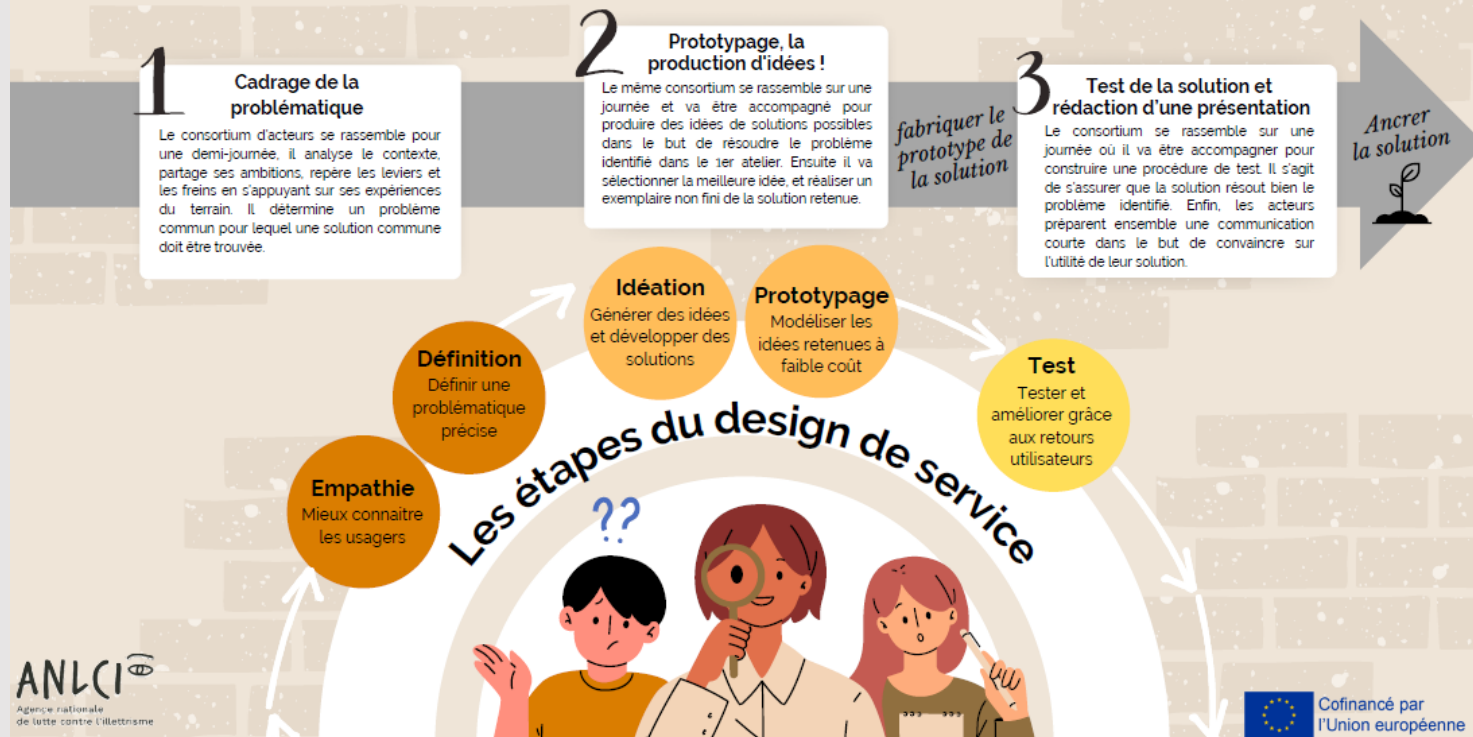 1
Cadrage de la
problématique
Le consortium d'acteurs se rassemble pour
une demi-journée, il analyse le contexte,
partage ses ambitions, repère les leviers et
les freins en s'appuyant sur ses expériences
du terrain. Il détermine un problème
commun pour lequel une solution commune
doit être trouvée.
2
Prototypage, la
production d'idées !
Le même consortium se rassemble sur une
journée et va être accompagné pour
produire des idées de solutions possibles
dans le but de résoudre le problème
identifié dans le 1er atelier. Ensuite il va
sélectionner la meilleure idée, et réaliser un
exemplaire non fini de la solution retenue.
fabriquer le
prototype de
la solution
3
Test de la solution et
rédaction d'une présentation
Le consortium se rassemble sur une
journée où il va être accompagner pour
construire une procédure de test. Il s'agit
de s'assurer que la solution résout bien le
problème identifié. Enfin, les acteurs
préparent ensemble une communication
courte dans le but de convaincre sur
l'utilité de leur solution.
Ancrer
la solution
Empathie
Mieux connaitre
les usagers
Définition
Définir une
problématique
précise
Idéation
Générer des idées
et développer des
solutions
Prototypage
Modéliser les
idées retenues à
faible coût
Test
Tester et
améliorer grâce
aux retours
utilisateurs
Les étapes du design de service
??
ANLCI
Agence nationale
de lutte contre l'illettrisme
Cofinancé par
l'Union européenne